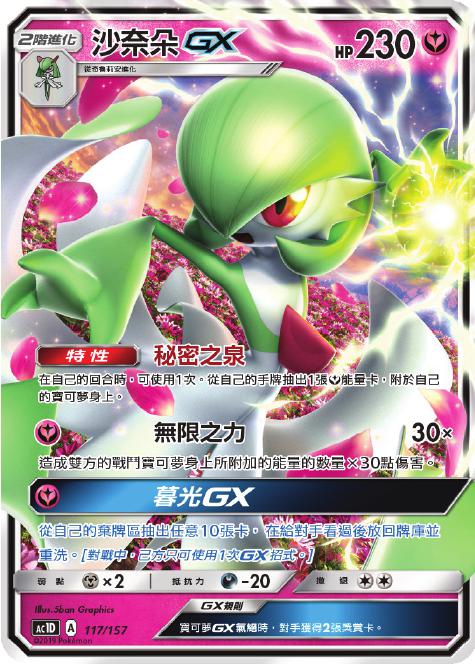 2階進化 沙奈朵GX HP230
從奇魯莉安進化
特性 秘密之泉
在自己的回合時,可使用1次。從自己的手牌抽出1張能量卡,附於自己
的寶可夢身上。
無限之力 30×
造成雙方的戰鬥寶可夢身上所附加的能量的數量×30點傷害。
暮光GX
從自己的棄牌區抽出任意10張卡,在給對手看過後放回牌庫並
重洗。[對戰中,己方只可使用1次GX招式。]
弱點 ×2 抵抗力 -20 撤退
Illus.5ban Graphics
GX規則
AC1D A 117/157
寶可夢GX氣絕時,對手獲得2張獎賞卡。
©2019 Pokémon